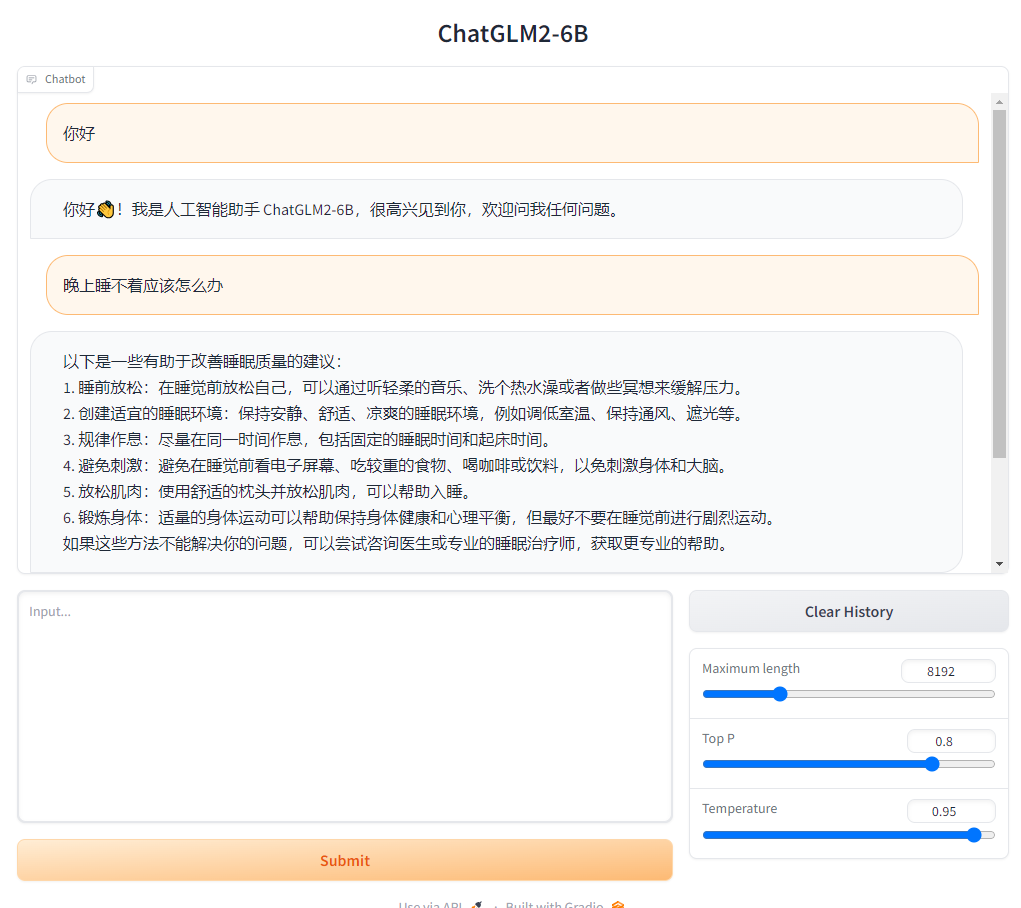 ChatGLM2-6B
Chatbot
你好
你好👏！我是人工智能助手 ChatGLM2-6B，很高兴见到你，欢迎问我任何问题。
晚上睡不着应该怎么办
以下是一些有助于改善睡眠质量的建议：
1. 睡前放松：在睡觉前放松自己，可以通过听轻柔的音乐、洗个热水澡或者做些冥想来缓解压力。
2. 创建适宜的睡眠环境：保持安静、舒适、凉爽的睡眠环境，例如调低室温、保持通风、遮光等。
3. 规律作息：尽量在同一时间作息，包括固定的睡眠时间和起床时间。
4. 避免刺激：避免在睡觉前看电子屏幕、吃较重的食物、喝咖啡或饮料，以免刺激身体和大脑。
5. 放松肌肉：使用舒适的枕头并放松肌肉，可以帮助入睡。
6. 锻炼身体：适量的身体运动可以帮助保持身体健康和心理平衡，但最好不要在睡觉前进行剧烈运动。
如果这些方法不能解决你的问题，可以尝试咨询医生或专业的睡眠治疗师，获取更专业的帮助。
Input...
Clear History
Maximum length
8192
Top P
0.8
Temperature
0.95
Submit
Use via API 🚀 · Built with Gradio